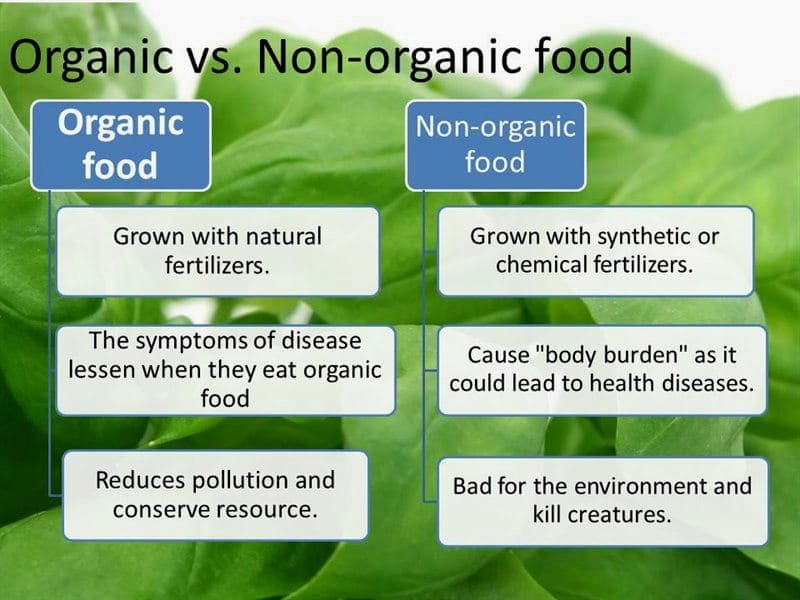 Organic vs. Non-organic food
Organic
food
Grown with natural
fertilizers.
The symptoms of disease
lessen when they eat organic
food
Reduces pollution and
conserve resource.
Non-organic
food
Grown with synthetic or
chemical fertilizers.
Cause "body burden" as it
could lead to health diseases.
Bad for the environment and
kill creatures.